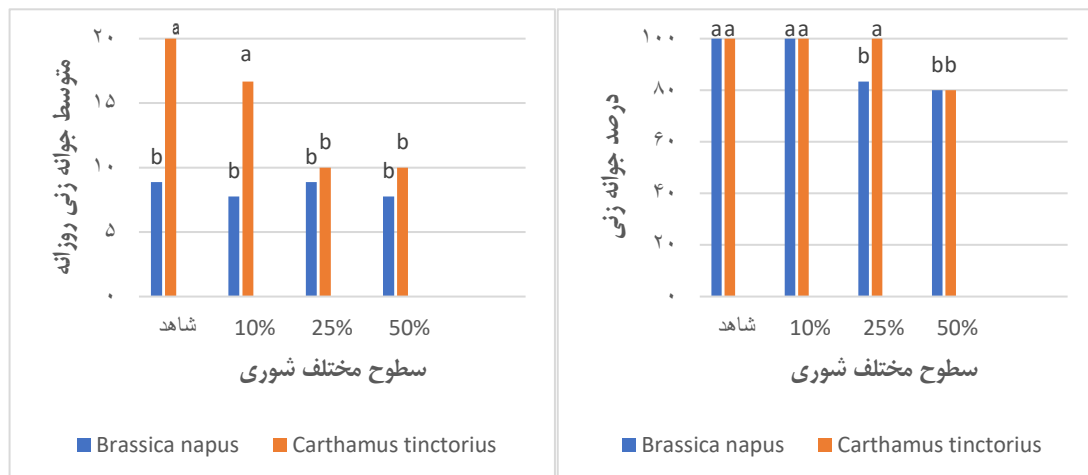 متوسط جوانه زنی روزانه
۲۰
۱۵
۱۰
۵
۰
a
a
b
b
b
b
b
b
شاهد 10% 25% 50%
سطوح مختلف شوری
Brassica napus Carthamus tinctorius
درصد جوانه زنی
۱۰۰
۸۰
۶۰
۴۰
۲۰
۰
aa
aa
a
b
bb
شاهد 10% 25% 50%
سطوح مختلف شوری
Brassica napus Carthamus tinctorius